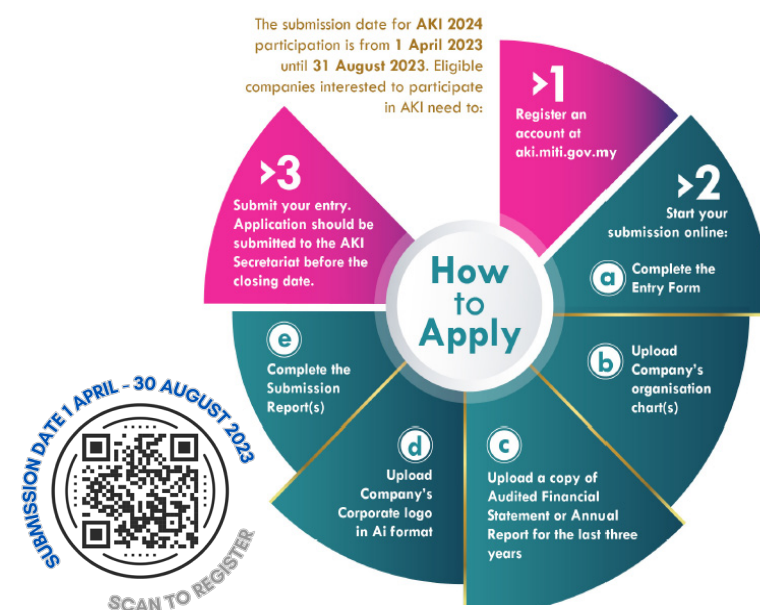 The submission date for AKI 2024
participation is from 1 April 2023
until 31 August 2023. Eligible
companies interested to participate
in AKI need to:
>1
Register an
account at
aki.miti.gov.my
>2
Start your
submission online:
a
Complete the
Entry Form
b
Upload
Company's
organisation
chart(s)
c
Upload a copy of
Audited Financial
Statement or Annual
Report for the last three
years
d
Upload
Company's
Corporate logo
in Ai format
e
Complete the
Submission
Report(s)
>3
Submit your entry.
Application should be
submitted to the AKI
Secretariat before the
closing date.
How
to
Apply
SUBMISSION DATE 1 APRIL - 30 AUGUST 2023
SCAN TO REGISTER